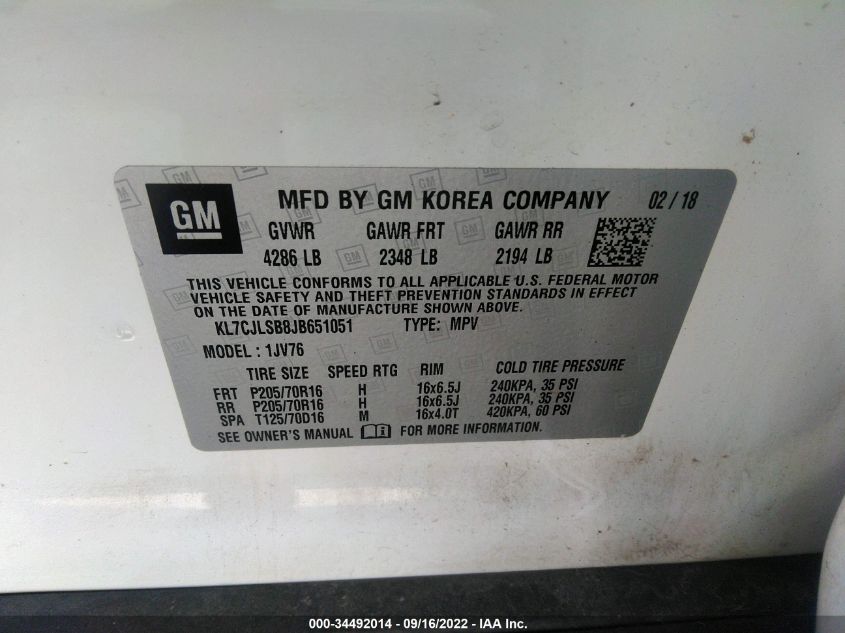 GM
MFD BY GM KOREA COMPANY 02 / 18
GVWR GAWR FRT GAWR RR
4286 LB 2348 LB 2194 LB
THIS VEHICLE CONFORMS TO ALL APPLICABLE U.S. FEDERAL MOTOR
VEHICLE SAFETY AND THEFT PREVENTION STANDARDS IN EFFECT
ON THE DATE OF MANUFACTURE SHOWN ABOVE.
KL7CJLSB8JB651051 TYPE: MPV
MODEL : 1JV76
TIRE SIZE SPEED RTG RIM COLD TIRE PRESSURE
FRT P205/70R16 H 16x6.5J 240KPA, 35 PSI
RR P205/70R16 H 16x6.5J 240KPA, 35 PSI
SPA T125/70D16 M 16x4.0T 420KPA, 60 PSI
SEE OWNER'S MANUAL FOR MORE INFORMATION.
000-34492014 - 09/16/2022 - IAA Inc.